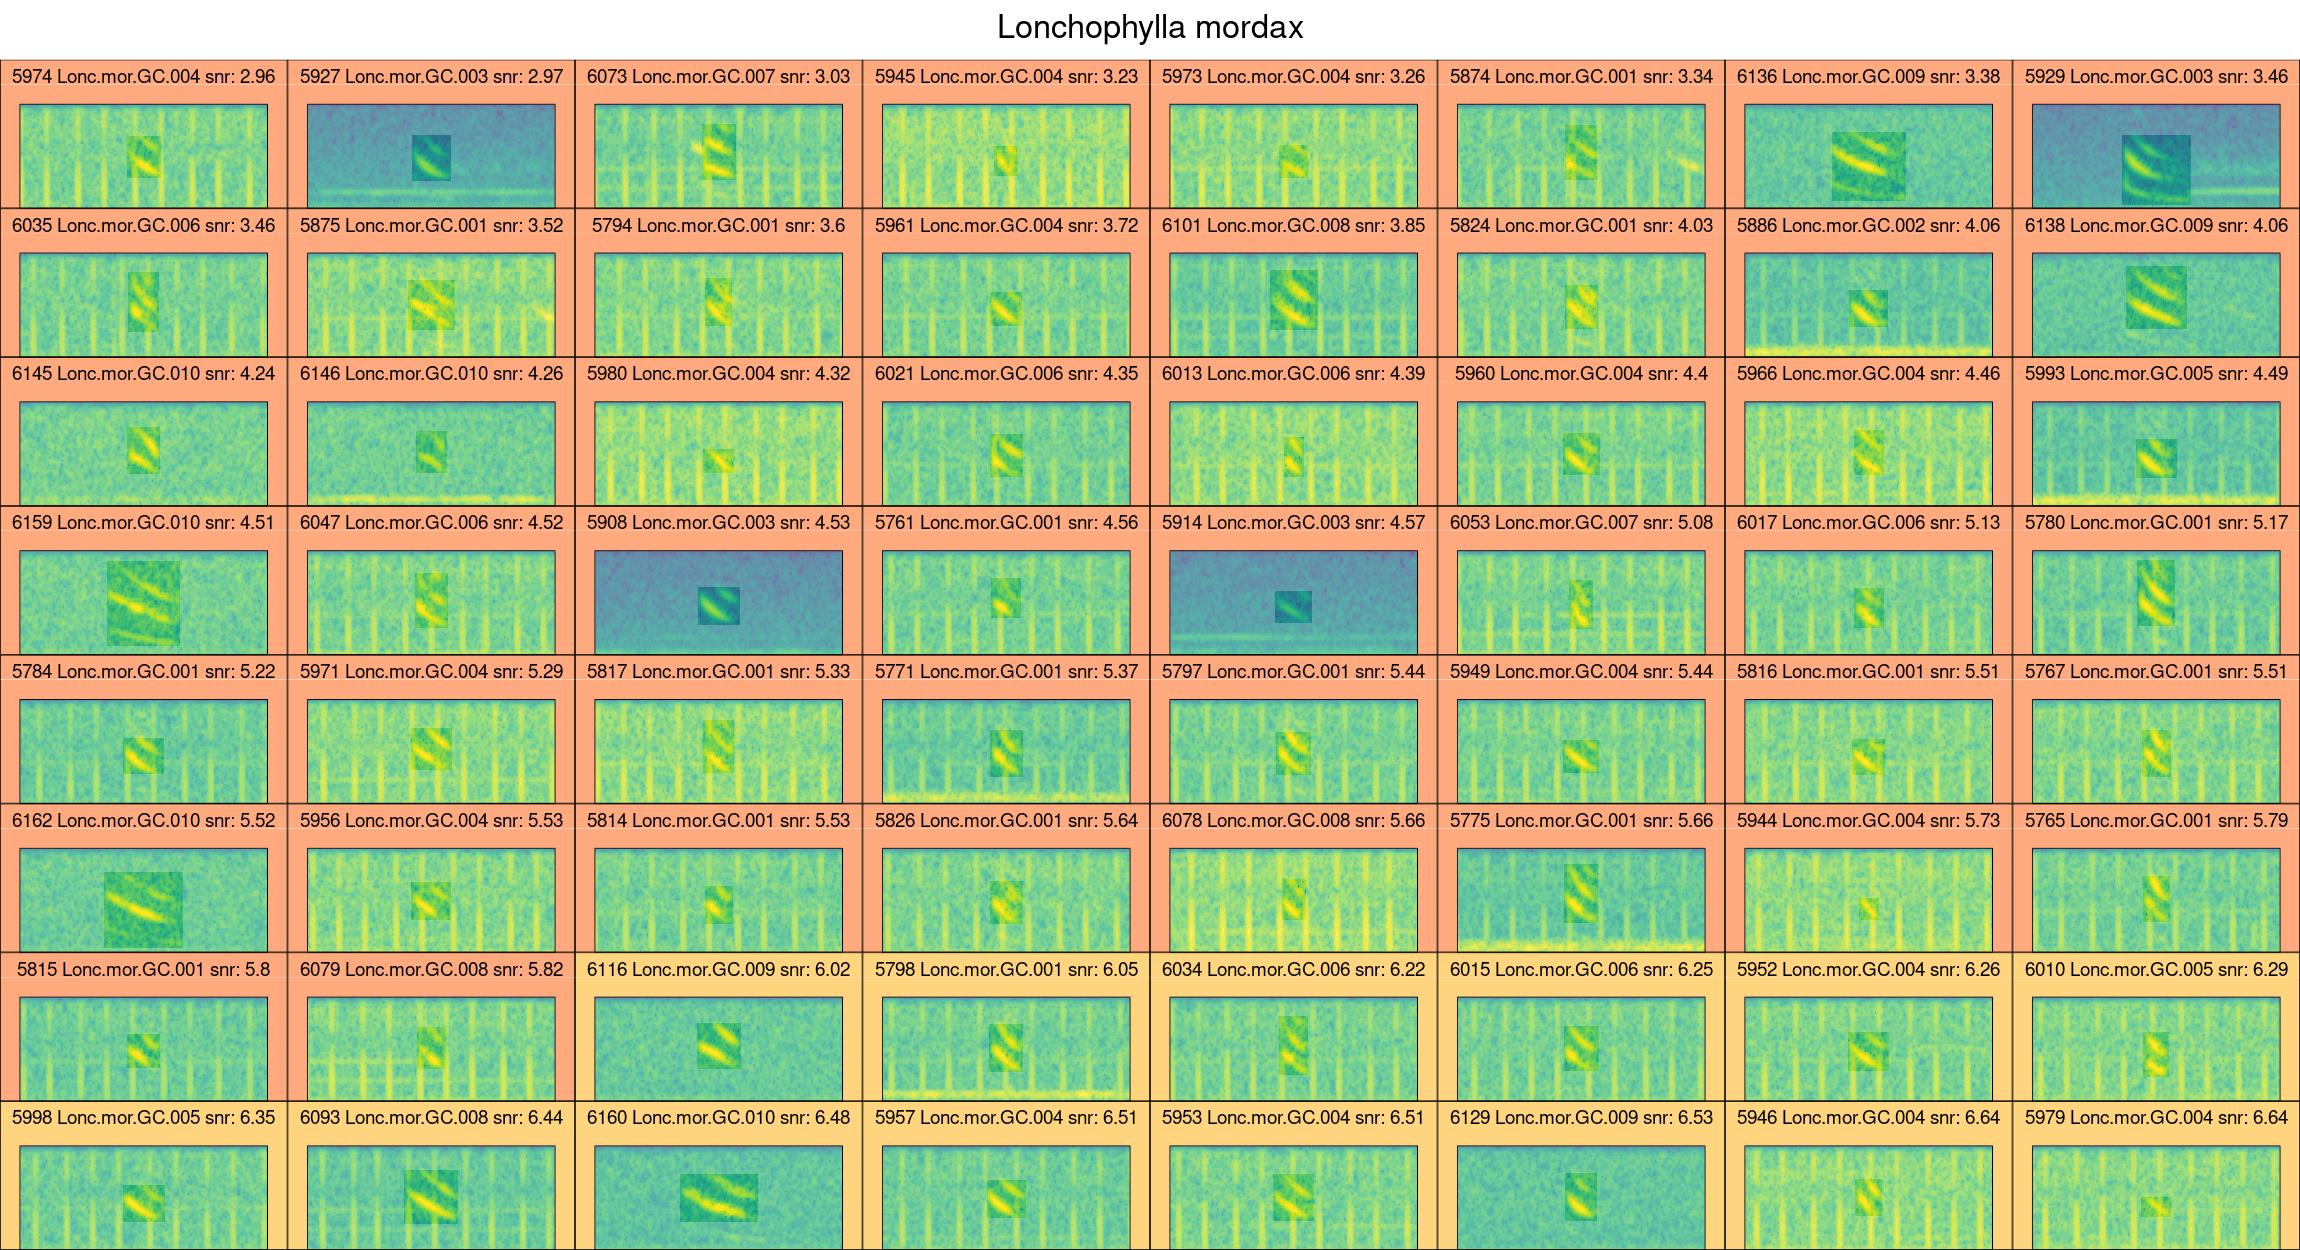 Lonchophylla mordax
5974 Lonc.mor.GC.004 snr: 2.96 5927 Lonc.mor.GC.003 snr: 2.97 6073 Lonc.mor.GC.007 snr: 3.03 5945 Lonc.mor.GC.004 snr: 3.23 5973 Lonc.mor.GC.004 snr: 3.26 5874 Lonc.mor.GC.001 snr: 3.34 6136 Lonc.mor.GC.009 snr: 3.38 5929 Lonc.mor.GC.003 snr: 3.46
6035 Lonc.mor.GC.006 snr: 3.46 5875 Lonc.mor.GC.001 snr: 3.52 5794 Lonc.mor.GC.001 snr: 3.6 5961 Lonc.mor.GC.004 snr: 3.72 6101 Lonc.mor.GC.008 snr: 3.85 5824 Lonc.mor.GC.001 snr: 4.03 5886 Lonc.mor.GC.002 snr: 4.06 6138 Lonc.mor.GC.009 snr: 4.06
6145 Lonc.mor.GC.010 snr: 4.24 6146 Lonc.mor.GC.010 snr: 4.26 5980 Lonc.mor.GC.004 snr: 4.32 6021 Lonc.mor.GC.006 snr: 4.35 6013 Lonc.mor.GC.006 snr: 4.39 5960 Lonc.mor.GC.004 snr: 4.4 5966 Lonc.mor.GC.004 snr: 4.46 5993 Lonc.mor.GC.005 snr: 4.49
6159 Lonc.mor.GC.010 snr: 4.51 6047 Lonc.mor.GC.006 snr: 4.52 5908 Lonc.mor.GC.003 snr: 4.53 5761 Lonc.mor.GC.001 snr: 4.56 5914 Lonc.mor.GC.003 snr: 4.57 6053 Lonc.mor.GC.007 snr: 5.08 6017 Lonc.mor.GC.006 snr: 5.13 5780 Lonc.mor.GC.001 snr: 5.17
5784 Lonc.mor.GC.001 snr: 5.22 5971 Lonc.mor.GC.004 snr: 5.29 5817 Lonc.mor.GC.001 snr: 5.33 5771 Lonc.mor.GC.001 snr: 5.37 5797 Lonc.mor.GC.001 snr: 5.44 5949 Lonc.mor.GC.004 snr: 5.44 5816 Lonc.mor.GC.001 snr: 5.51 5767 Lonc.mor.GC.001 snr: 5.51
6162 Lonc.mor.GC.010 snr: 5.52 5956 Lonc.mor.GC.004 snr: 5.53 5814 Lonc.mor.GC.001 snr: 5.53 5826 Lonc.mor.GC.001 snr: 5.64 6078 Lonc.mor.GC.008 snr: 5.66 5775 Lonc.mor.GC.001 snr: 5.66 5944 Lonc.mor.GC.004 snr: 5.73 5765 Lonc.mor.GC.001 snr: 5.79
5815 Lonc.mor.GC.001 snr: 5.8 6079 Lonc.mor.GC.008 snr: 5.82 6116 Lonc.mor.GC.009 snr: 6.02 5798 Lonc.mor.GC.001 snr: 6.05 6034 Lonc.mor.GC.006 snr: 6.22 6015 Lonc.mor.GC.006 snr: 6.25 5952 Lonc.mor.GC.004 snr: 6.26 6010 Lonc.mor.GC.005 snr: 6.29
5998 Lonc.mor.GC.005 snr: 6.35 6093 Lonc.mor.GC.008 snr: 6.44 6160 Lonc.mor.GC.010 snr: 6.48 5957 Lonc.mor.GC.004 snr: 6.51 5953 Lonc.mor.GC.004 snr: 6.51 6129 Lonc.mor.GC.009 snr: 6.53 5946 Lonc.mor.GC.004 snr: 6.64 5979 Lonc.mor.GC.004 snr: 6.64